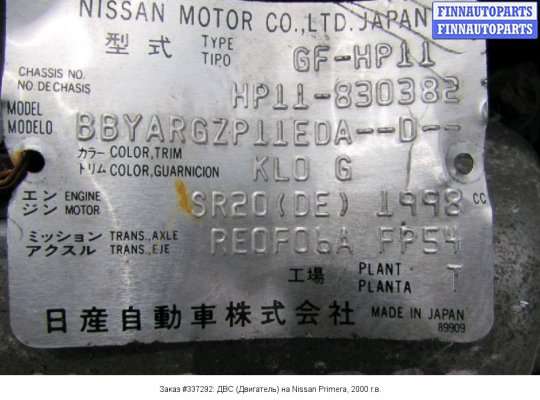 FINNAUTOPARTS
FINNAUTOPARTS
FINNAUTOPARTS
NISSAN MOTOR CO.,LTD. JAPAN
型式 TYPE TIPO GF-HP11
CHASSIS NO. NO DE CHASIS HP11-830382
MODEL MODELO BBYARGZP11EDA--D--
カラー COLOR,TRIM
トリム COLOR,GUARNICION KL0 G
エンジン ENGINE MOTOR SR20(DE) 1998 cc
ミッション TRANS.,AXLE
アクスル TRANS.,EJE RE0F06A FP54
工場 PLANT PLANTA T
日産自動車株式会社 MADE IN JAPAN
89909
Заказ #337292: ДВС (Двигатель) на Nissan Primera, 2000 г.в.